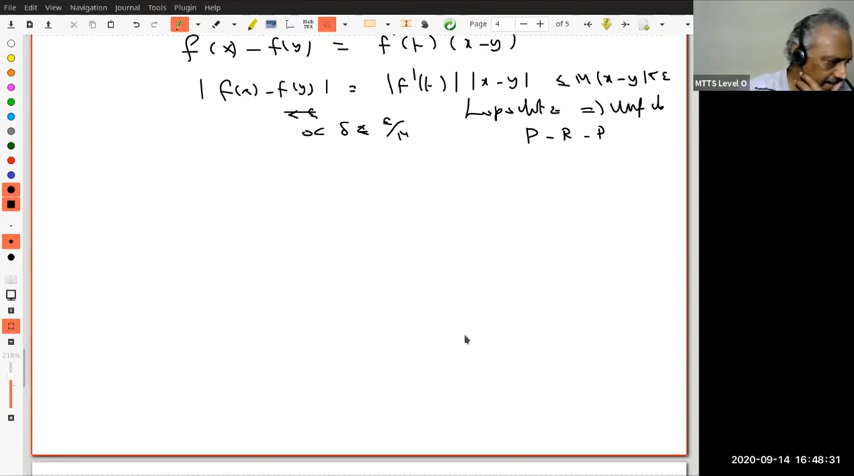 File Edit View Navigation Journal Tools Plugin Help
Page 4 of 5
f (x) – f(y) = f'(t) (x-y)
| f(x) – f(y) | = |f'(t)| |x-y| ≤ M |x-y| < ε
< ε Lipschitz => Unif
0 < δ < ε/M P – R – P
216%
MTTS Level O
2020-09-14 16:48:31